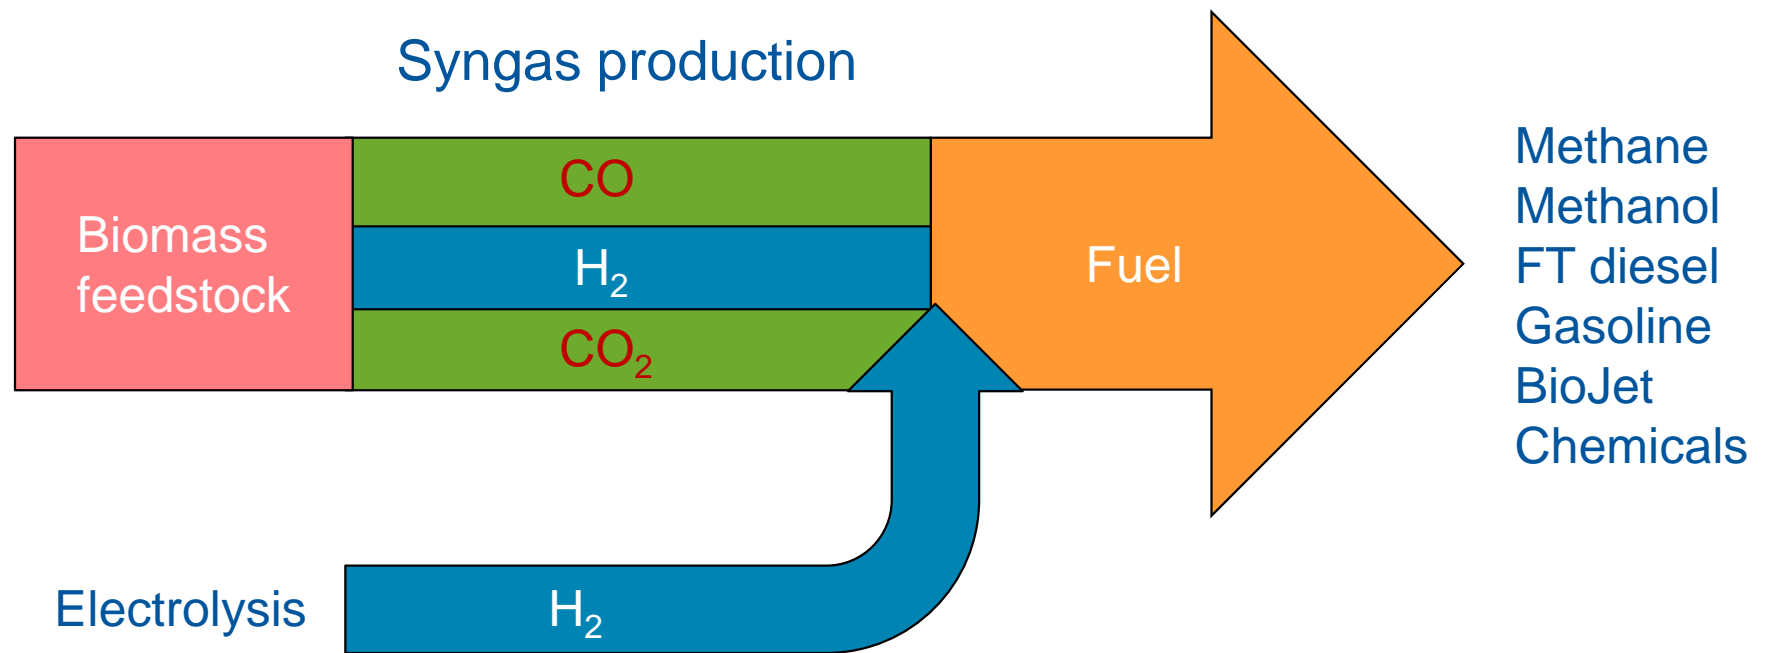 Syngas production
Biomass
feedstock
CO
H₂
CO₂
Fuel
Methane
Methanol
FT diesel
Gasoline
BioJet
Chemicals
Electrolysis
H₂